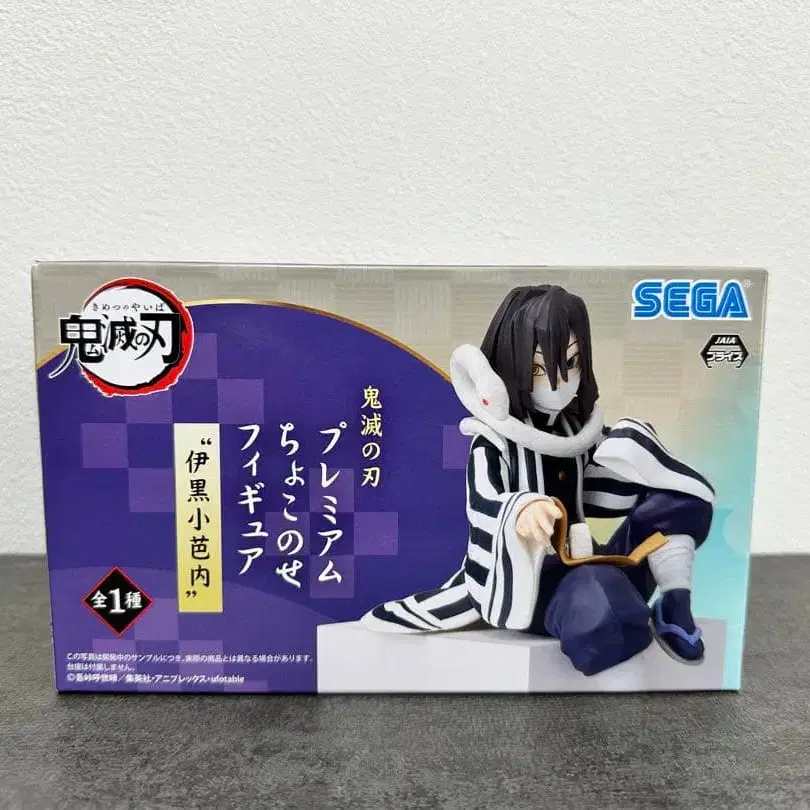 きめつのやいば
鬼滅の刃
SEGA
JAIA
プライズ
鬼滅の刃
プレミアム
ちょこのせ
フィギュア
“伊黒小芭内”
全1種
この写真は開発中のサンプルにつき、実際の商品とは異なる場合があります。
台座は付属しません。
©吾峠呼世晴／集英社・アニプレックス・ufotable